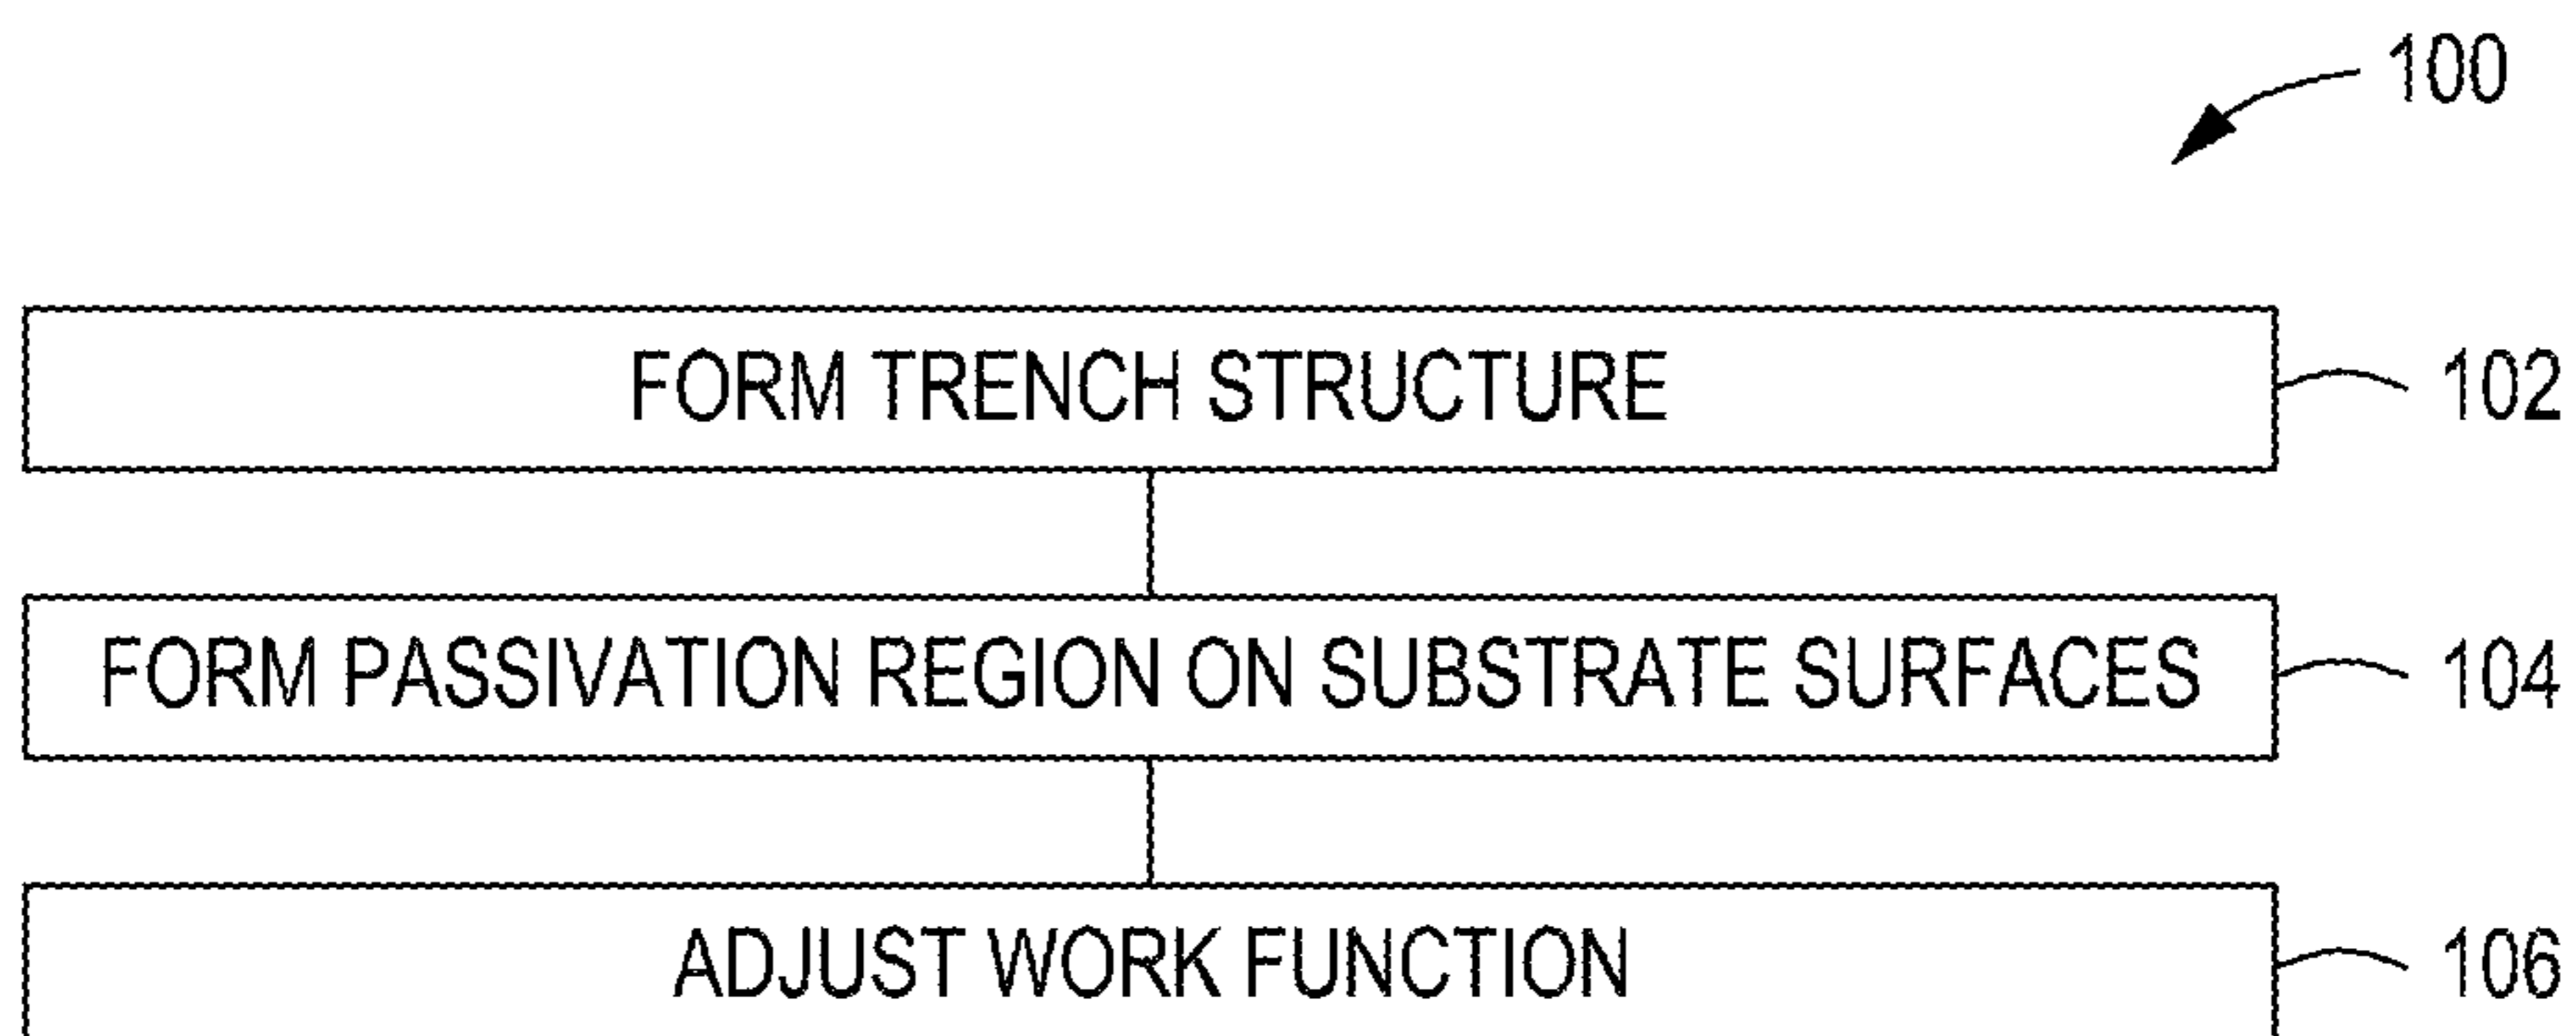 100
FORM TRENCH STRUCTURE 102
FORM PASSIVATION REGION ON SUBSTRATE SURFACES 104
ADJUST WORK FUNCTION 106